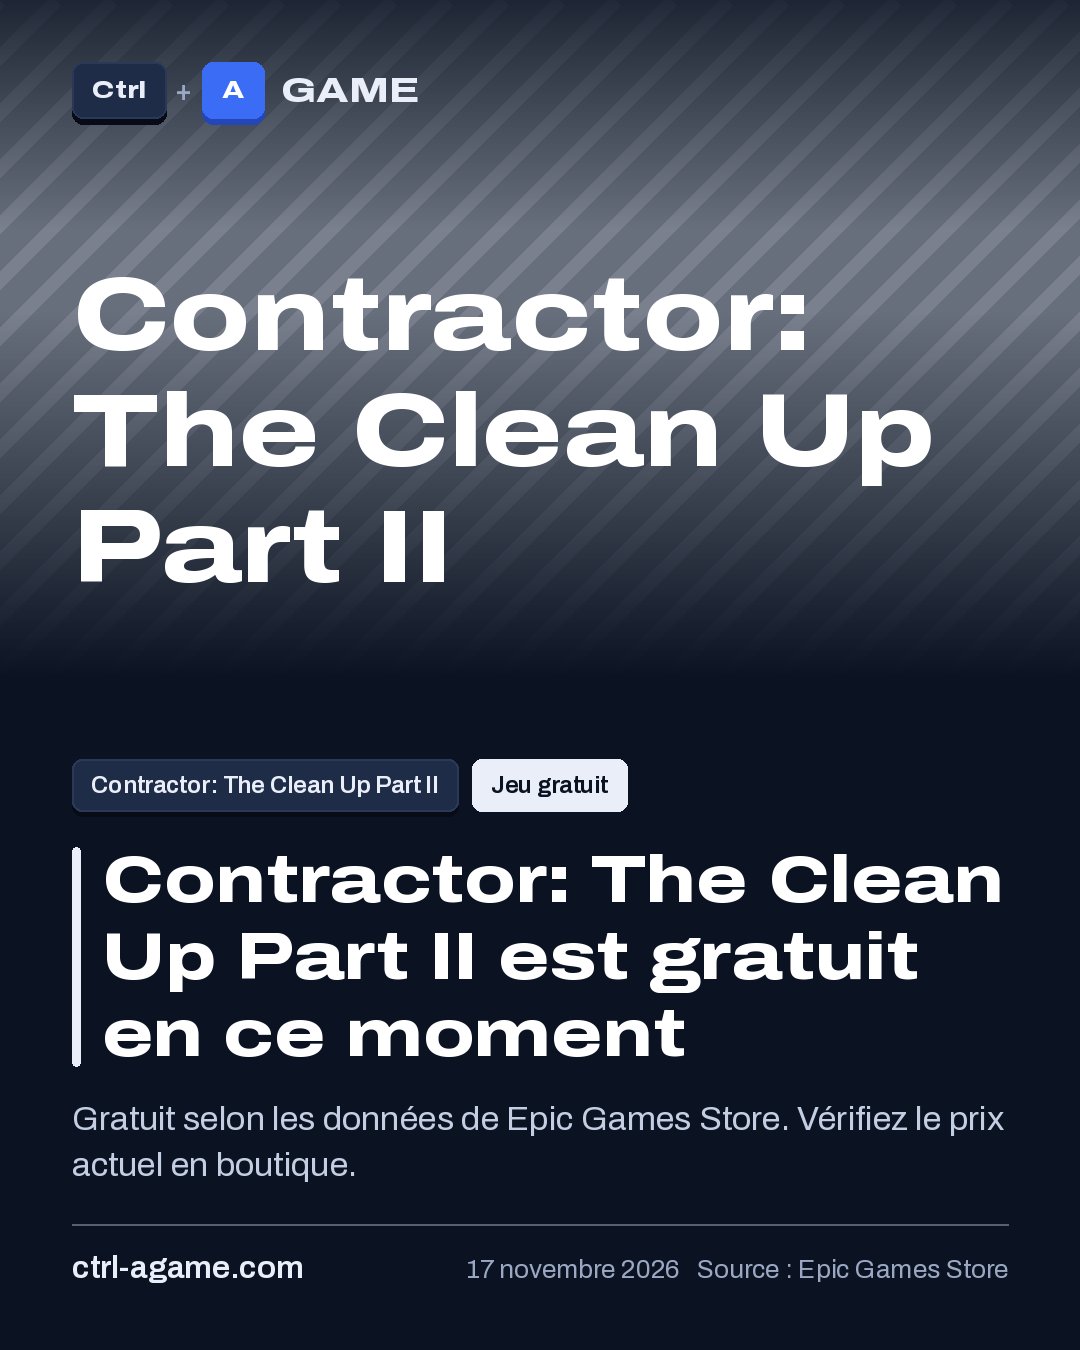 Ctrl + A GAME
Contractor:
The Clean Up
Part II
Contractor: The Clean Up Part II
Jeu gratuit
Contractor: The Clean
Up Part II est gratuit
en ce moment
Gratuit selon les données de Epic Games Store. Vérifiez le prix
actuel en boutique.
ctrl-agame.com
17 novembre 2026 Source : Epic Games Store